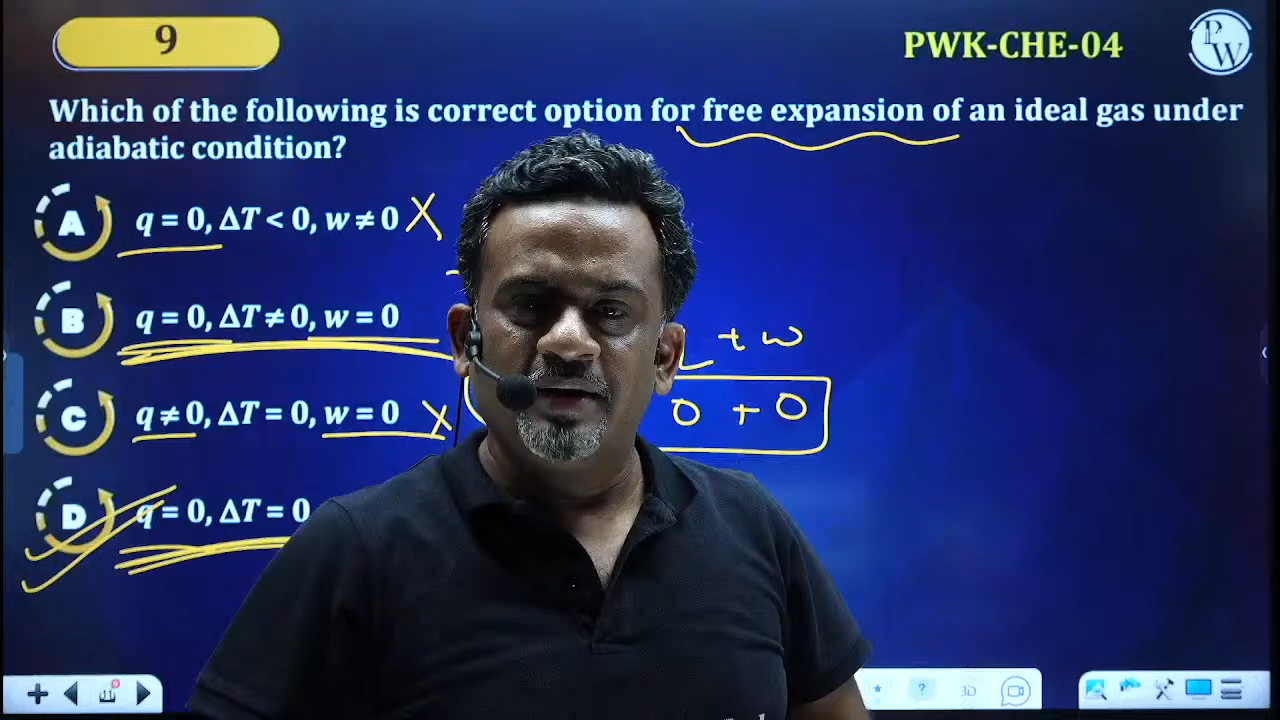 9
PWK-CHE-04
PW
Which of the following is correct option for free expansion of an ideal gas under
adiabatic condition?
A q = 0, ΔT < 0, w ≠ 0 X
B q = 0, ΔT ≠ 0, w = 0
+ w
C q ≠ 0, ΔT = 0, w = 0 X
0 + 0
D q = 0, ΔT = 0
3D